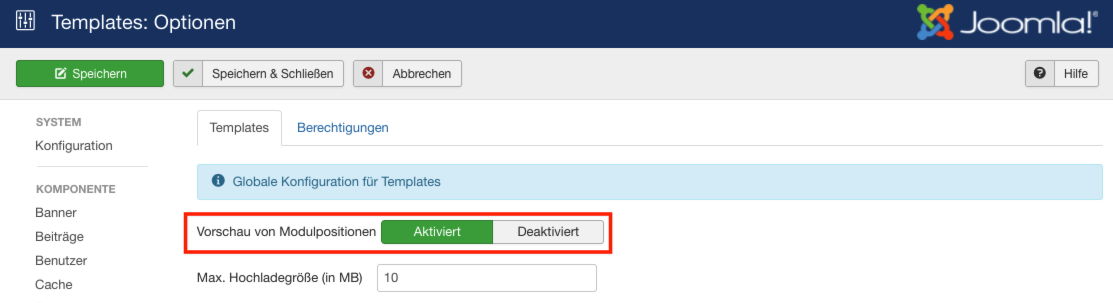 Templates: Optionen
Joomla!®
Speichern
Speichern & Schließen
Abbrechen
Hilfe
SYSTEM
Konfiguration
KOMPONENTE
Banner
Beiträge
Benutzer
Cache
Templates
Berechtigungen
Globale Konfiguration für Templates
Vorschau von Modulpositionen Aktiviert Deaktiviert
Max. Hochladegröße (in MB) 10